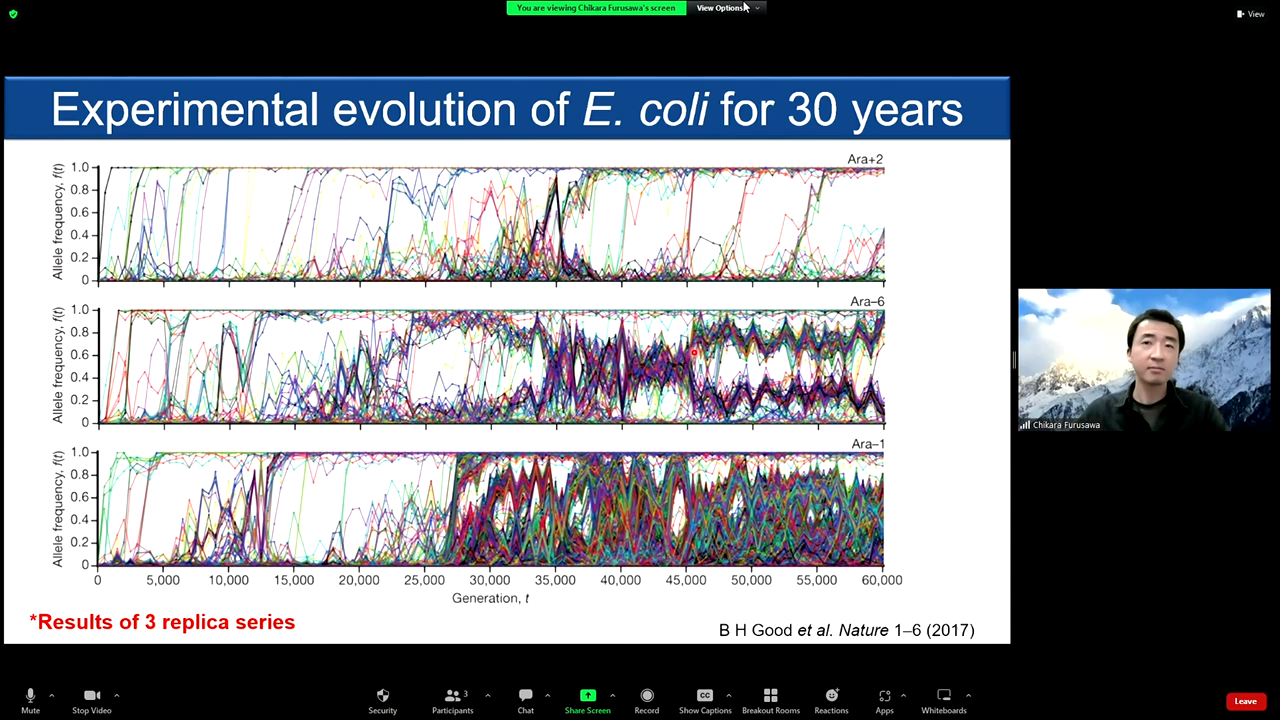 You are viewing Chikara Furusawa's screen
View Options
View
Experimental evolution of E. coli for 30 years
Ara+2
Allele frequency, f(t)
1.0
0.8
0.6
0.4
0.2
0
Ara–6
Allele frequency, f(t)
1.0
0.8
0.6
0.4
0.2
0
Ara–1
Allele frequency, f(t)
1.0
0.8
0.6
0.4
0.2
0
0 5,000 10,000 15,000 20,000 25,000 30,000 35,000 40,000 45,000 50,000 55,000 60,000
Generation, t
*Results of 3 replica series
B H Good et al. Nature 1–6 (2017)
Chikara Furusawa
Mute
Stop Video
Security
Participants
3
Chat
Share Screen
Record
CC
Show Captions
Breakout Rooms
Reactions
Apps
Whiteboards
Leave